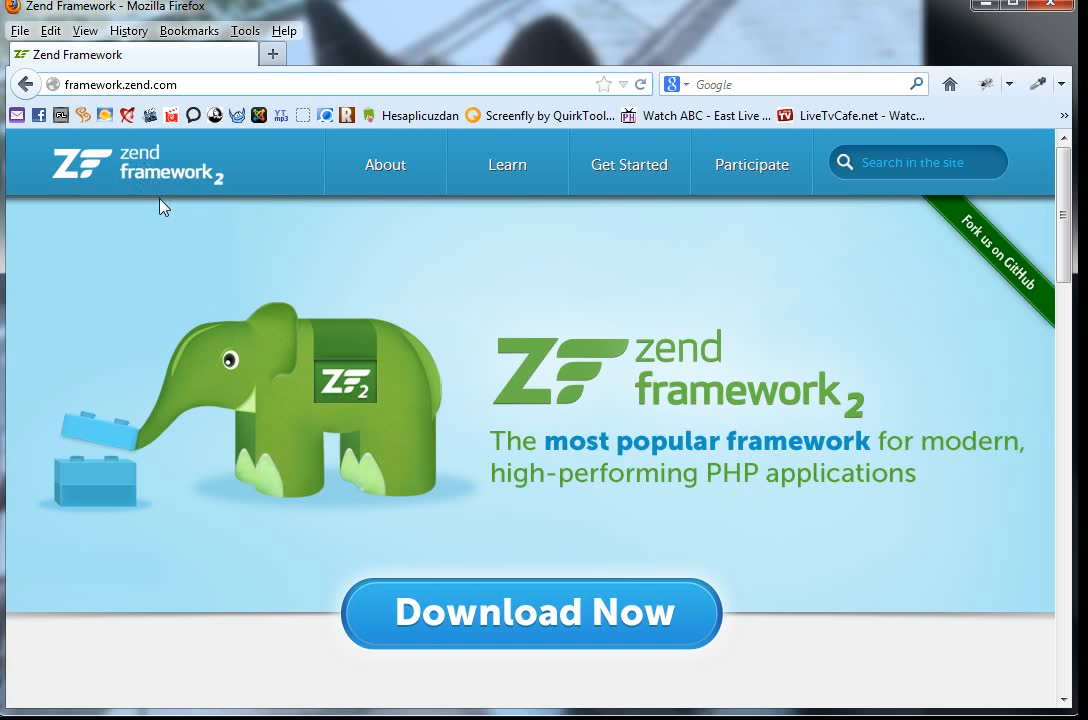 Zend Framework - Mozilla Firefox
File Edit View History Bookmarks Tools Help
Zend Framework
framework.zend.com
Google
Hesaplicuzdan Screenfly by QuirkTool... Watch ABC - East Live ... LiveTvCafe.net - Watc...
zend
framework 2
About Learn Get Started Participate Search in the site
Fork us on GitHub
ZF2
zend
framework 2
The most popular framework for modern,
high-performing PHP applications
Download Now